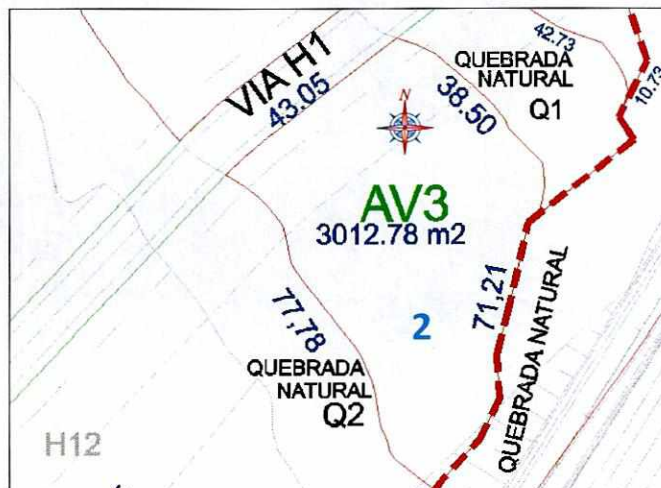 42.73
QUEBRADA
NATURAL
Q1
10.73
VIA H1
43.05
38.50
N
AV3
3012.78 m2
71,21
2
77,78
QUEBRADA NATURAL
QUEBRADA
NATURAL
Q2
H12